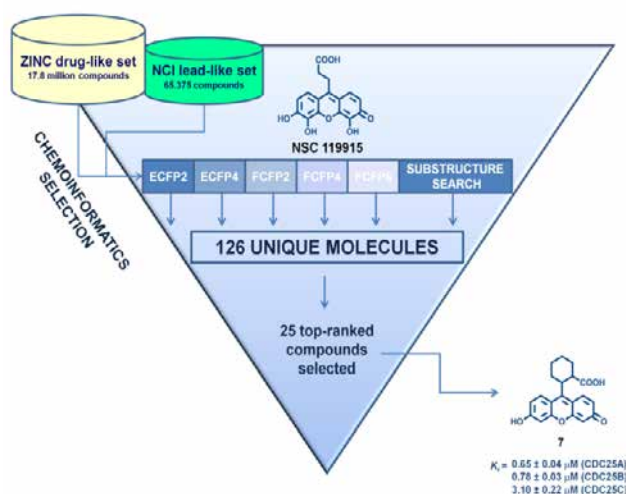 ZINC drug-like set
17.8 million compounds
NCI lead-like set
65.375 compounds
COOH
HO
OH
OH
O
NSC 119915
CHEMOINFORMATICS
SELECTION
ECFP2
ECFP4
FCFP2
FCFP4
SUBSTRUCTURE
SEARCH
126 UNIQUE MOLECULES
25 top-ranked
compounds
selected
COOH
HO
O
O
7
Ki = 0.65 ± 0.04 μM (CDC25A)
0.78 ± 0.03 μM (CDC25B)
3.10 ± 0.22 μM (CDC25C)